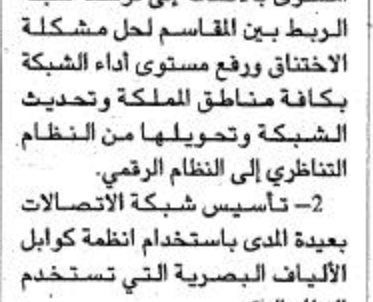 الربط بين المقاسم لحل مشكلة
الاختناق ورفع مستوى أداء الشبكة
بكافة مناطق المملكة وتحديث
الشبكة وتحويلها من النظام
التناظري إلى النظام الرقمي.
2– تأسيس شبكة الاتصالات
بعيدة المدى باستخدام انظمة كوابل
الألياف البصرية التي تستخدم